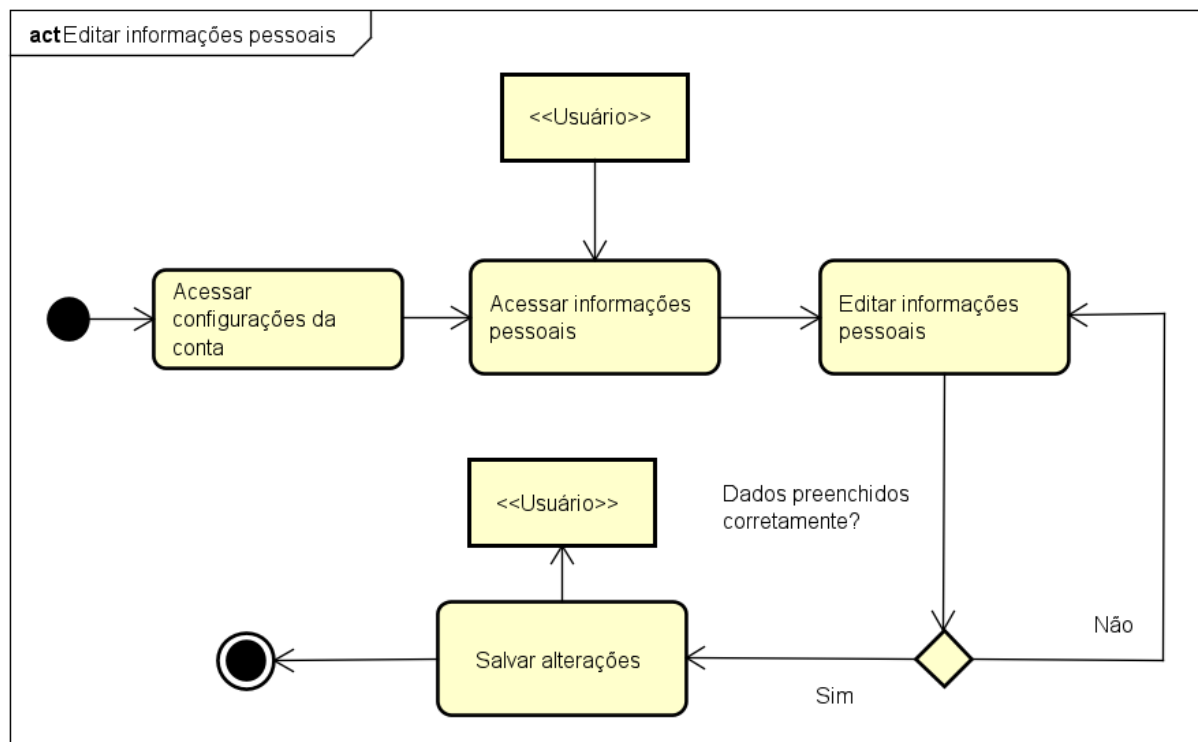 act Editar informações pessoais
<<Usuário>>
Acessar
configurações da
conta
Acessar informações
pessoais
Editar informações
pessoais
<<Usuário>>
Dados preenchidos
corretamente?
Não
Salvar alterações
Sim